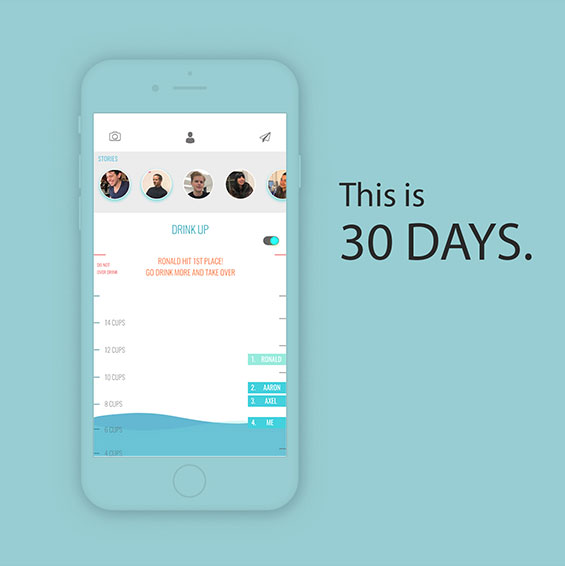 STORIES
DRINK UP
DO NOT
OVER DRINK
RONALD HIT 1ST PLACE!
GO DRINK MORE AND TAKE OVER
14 CUPS
12 CUPS
1. RONALD
10 CUPS
2. AARON
3. AXEL
8 CUPS
4. ME
6 CUPS
4 CUPS
This is
30 DAYS.